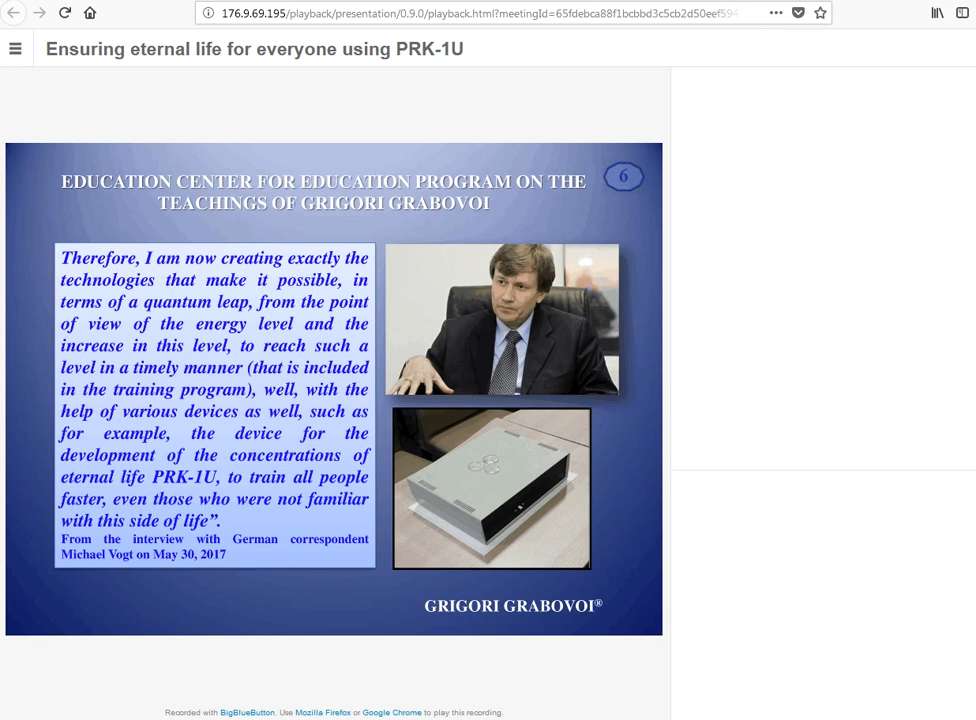 176.9.69.195/playback/presentation/0.9.0/playback.html?meetingId=65fdebca88f1bcbbd3c5cb2d50eef594
Ensuring eternal life for everyone using PRK-1U
EDUCATION CENTER FOR EDUCATION PROGRAM ON THE
TEACHINGS OF GRIGORI GRABOVOI
6
Therefore, I am now creating exactly the
technologies that make it possible, in
terms of a quantum leap, from the point
of view of the energy level and the
increase in this level, to reach such a
level in a timely manner (that is included
in the training program), well, with the
help of various devices as well, such as
for example, the device for the
development of the concentrations of
eternal life PRK-1U, to train all people
faster, even those who were not familiar
with this side of life”.
From the interview with German correspondent
Michael Vogt on May 30, 2017
GRIGORI GRABOVOI®
Recorded with BigBlueButton. Use Mozilla Firefox or Google Chrome to play this recording.